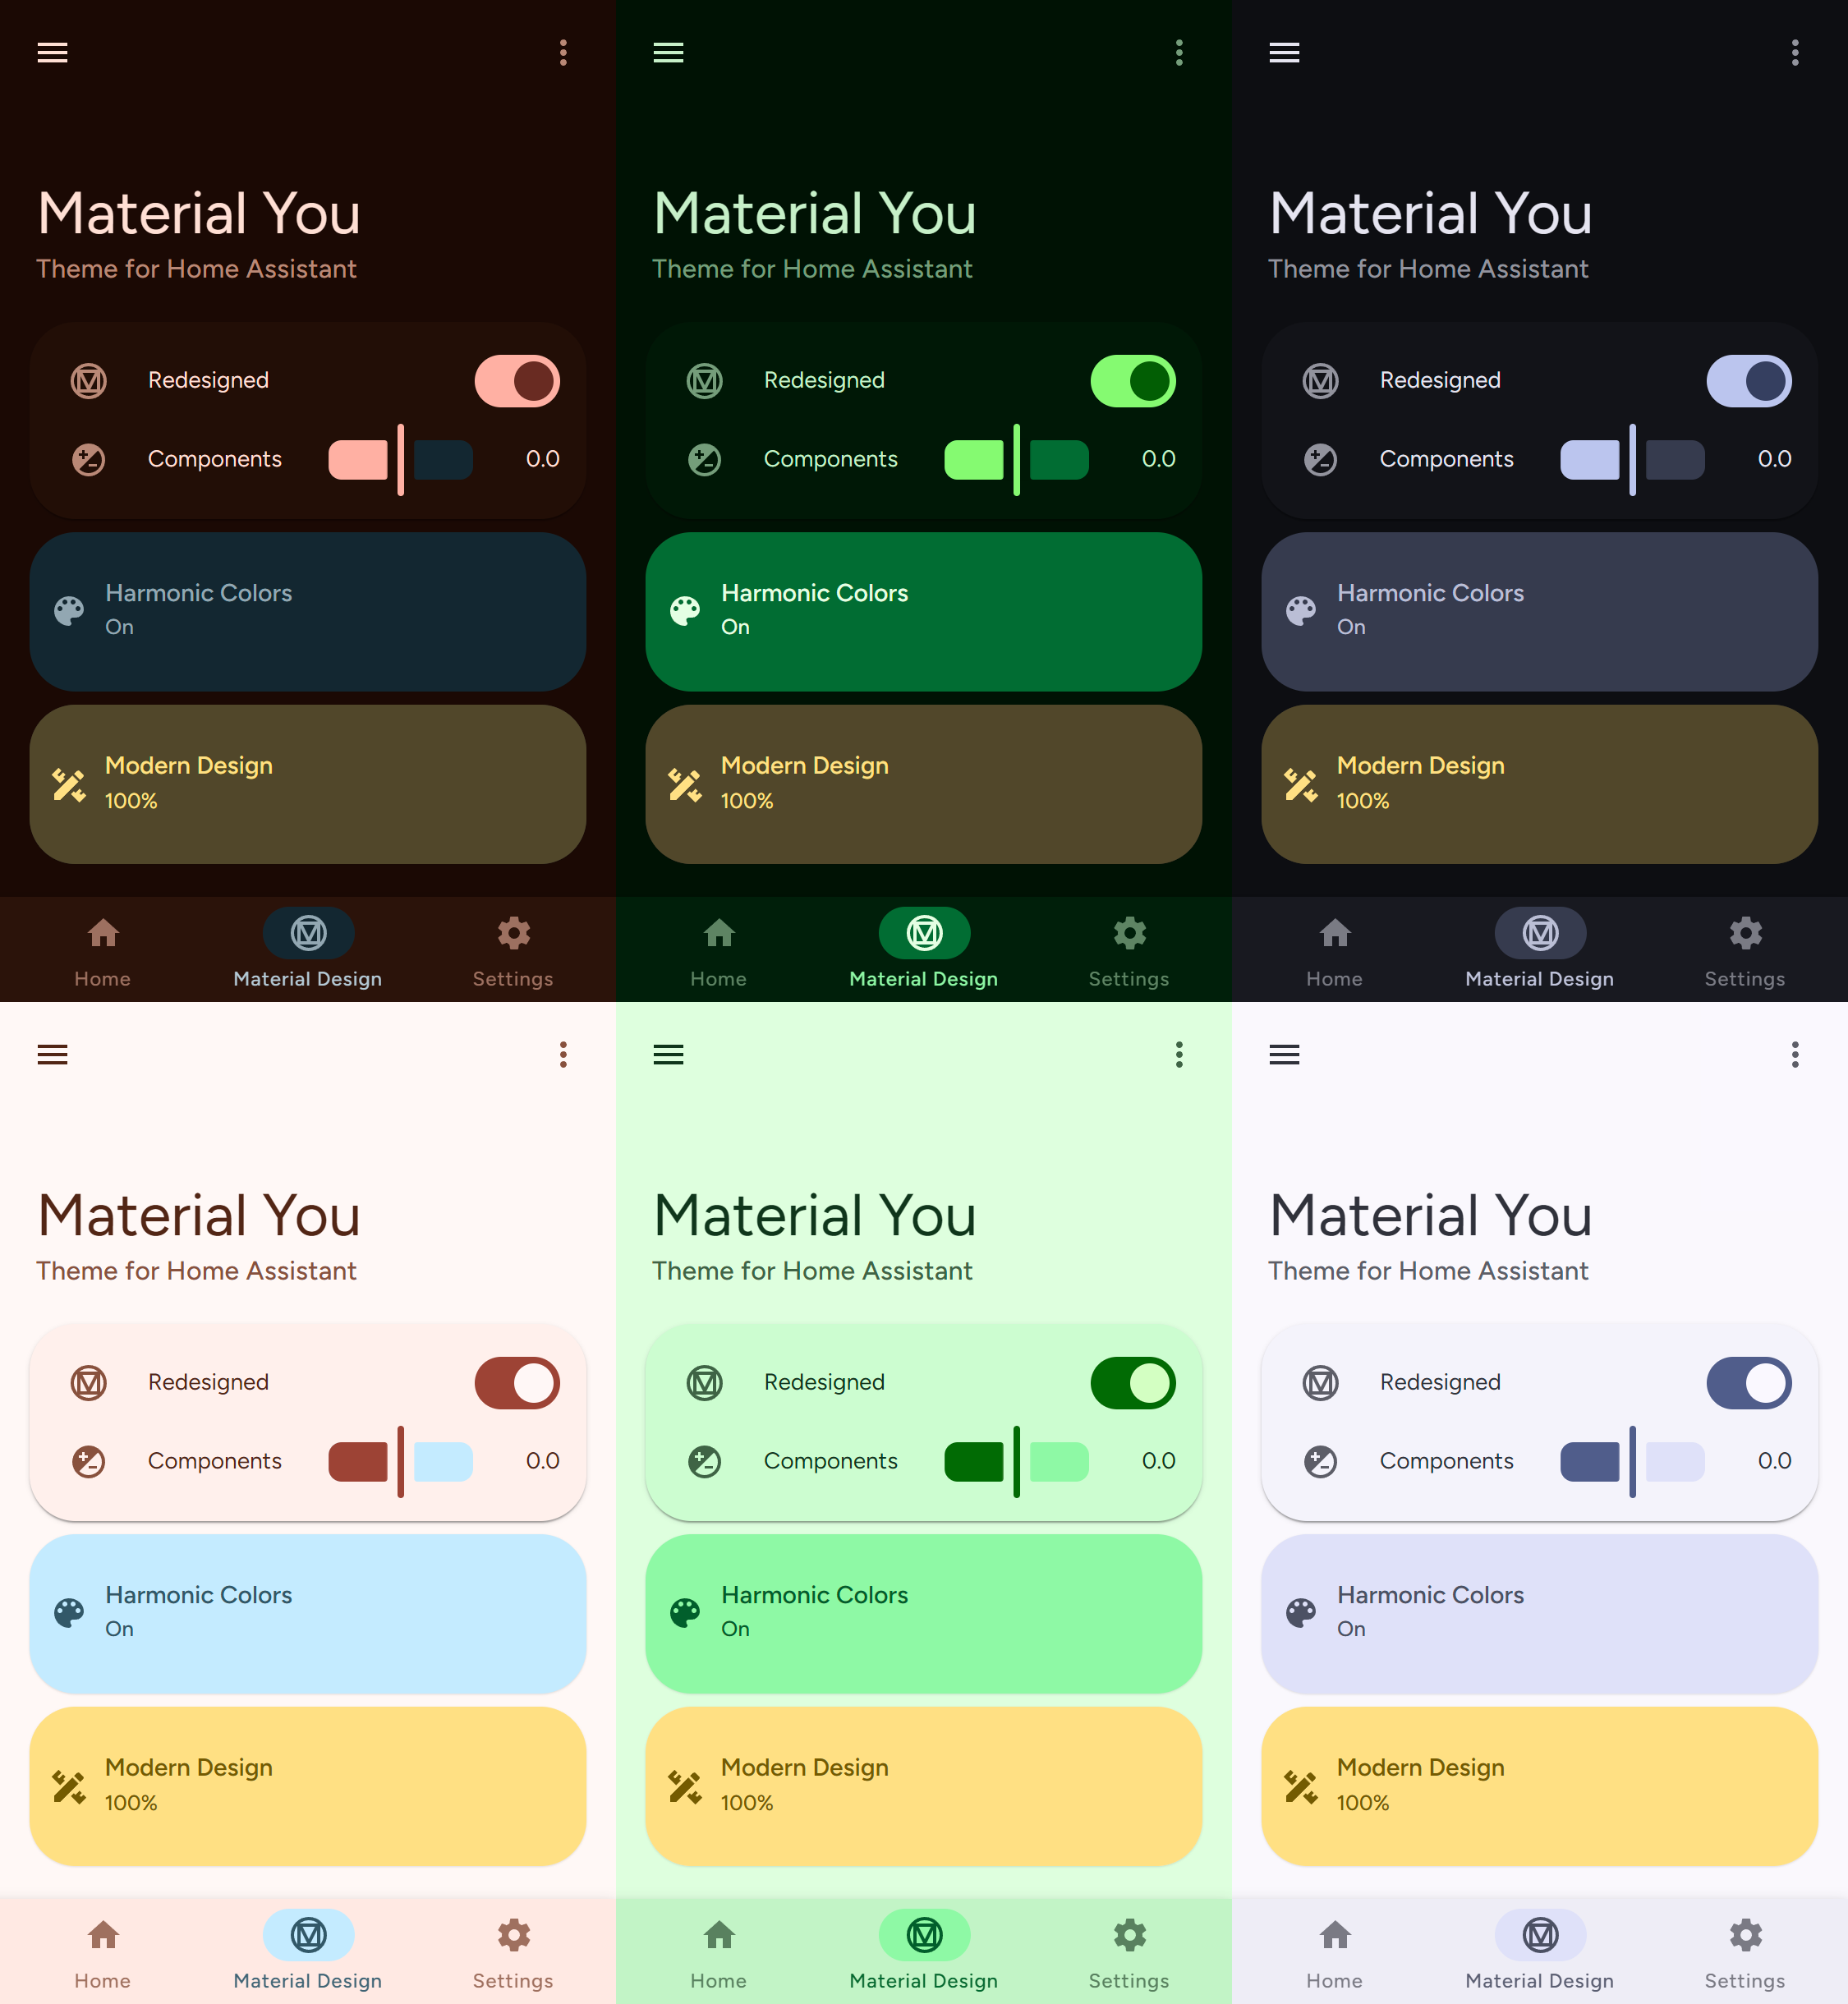 Material You
Theme for Home Assistant
Redesigned
Components 0.0
Harmonic Colors
On
Modern Design
100%
Home Material Design Settings
Material You
Theme for Home Assistant
Redesigned
Components 0.0
Harmonic Colors
On
Modern Design
100%
Home Material Design Settings
Material You
Theme for Home Assistant
Redesigned
Components 0.0
Harmonic Colors
On
Modern Design
100%
Home Material Design Settings
Material You
Theme for Home Assistant
Redesigned
Components 0.0
Harmonic Colors
On
Modern Design
100%
Home Material Design Settings
Material You
Theme for Home Assistant
Redesigned
Components 0.0
Harmonic Colors
On
Modern Design
100%
Home Material Design Settings
Material You
Theme for Home Assistant
Redesigned
Components 0.0
Harmonic Colors
On
Modern Design
100%
Home Material Design Settings